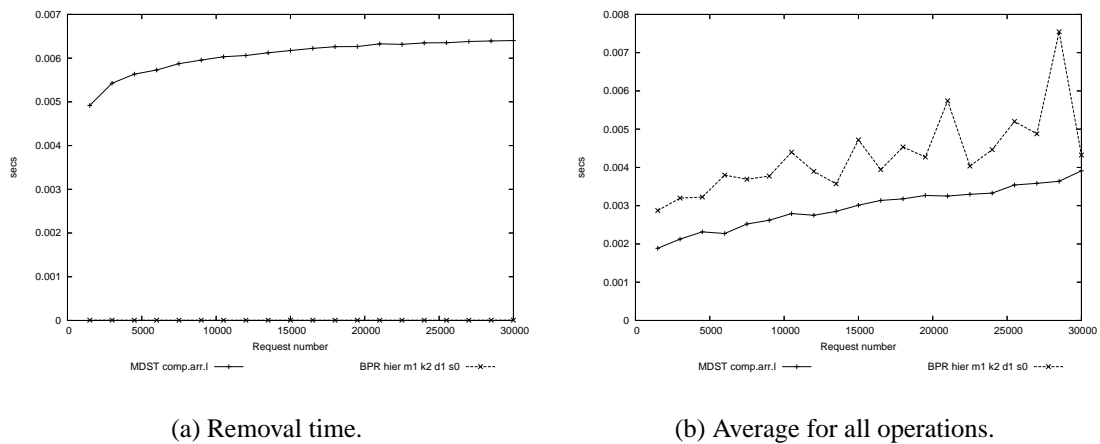 0.007
0.006
0.005
0.004
0.003
0.002
0.001
0
secs
0 5000 10000 15000 20000 25000 30000
Request number
MDST comp.arr.l BPR hier m1 k2 d1 s0
(a) Removal time.
0.008
0.007
0.006
0.005
0.004
0.003
0.002
0.001
0
secs
0 5000 10000 15000 20000 25000 30000
Request number
MDST comp.arr.l BPR hier m1 k2 d1 s0
(b) Average for all operations.